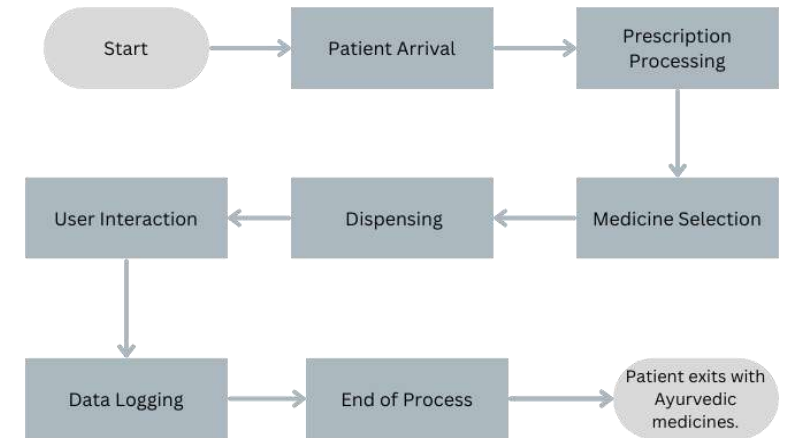 Start
Patient Arrival
Prescription
Processing
User Interaction
Dispensing
Medicine Selection
Data Logging
End of Process
Patient exits with
Ayurvedic
medicines.